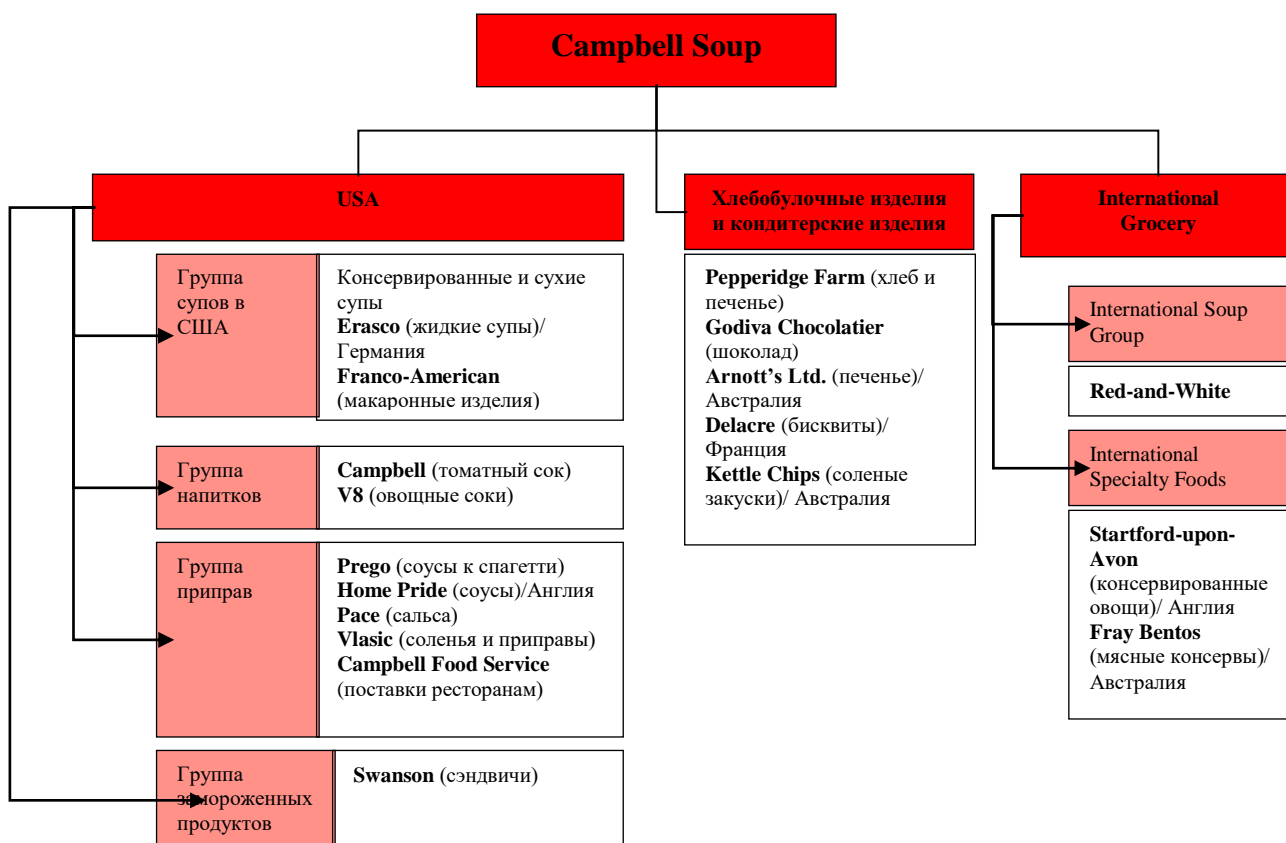 Campbell Soup
USA
Группа
супов в
США
Консервированные и сухие
супы
Erasco (жидкие супы)/
Германия
Franco-American
(макаронные изделия)
Группа
напитков
Campbell (томатный сок)
V8 (овощные соки)
Группа
приправ
Prego (соусы к спагетти)
Home Pride (соусы)/Англия
Pace (сальса)
Vlasic (соленья и приправы)
Campbell Food Service
(поставки ресторанам)
Группа
замороженных
продуктов
Swanson (сэндвичи)
Хлебобулочные изделия
и кондитерские изделия
Pepperidge Farm (хлеб и
печенье)
Godiva Chocolatier
(шоколад)
Arnott’s Ltd. (печенье)/
Австралия
Delacre (бисквиты)/
Франция
Kettle Chips (соленые
закуски)/ Австралия
International
Grocery
International Soup
Group
Red-and-White
International
Specialty Foods
Startford-upon-
Avon
(консервированные
овощи)/ Англия
Fray Bentos
(мясные консервы)/
Австралия